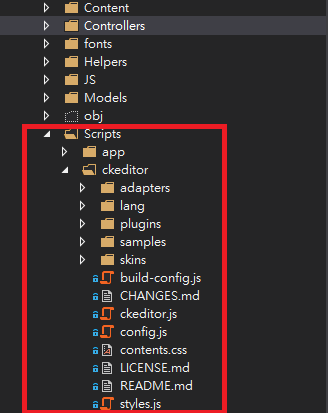 Content
Controllers
fonts
Helpers
JS
Models
obj
Scripts
app
ckeditor
adapters
lang
plugins
samples
skins
build-config.js
CHANGES.md
ckeditor.js
config.js
contents.css
LICENSE.md
README.md
styles.js